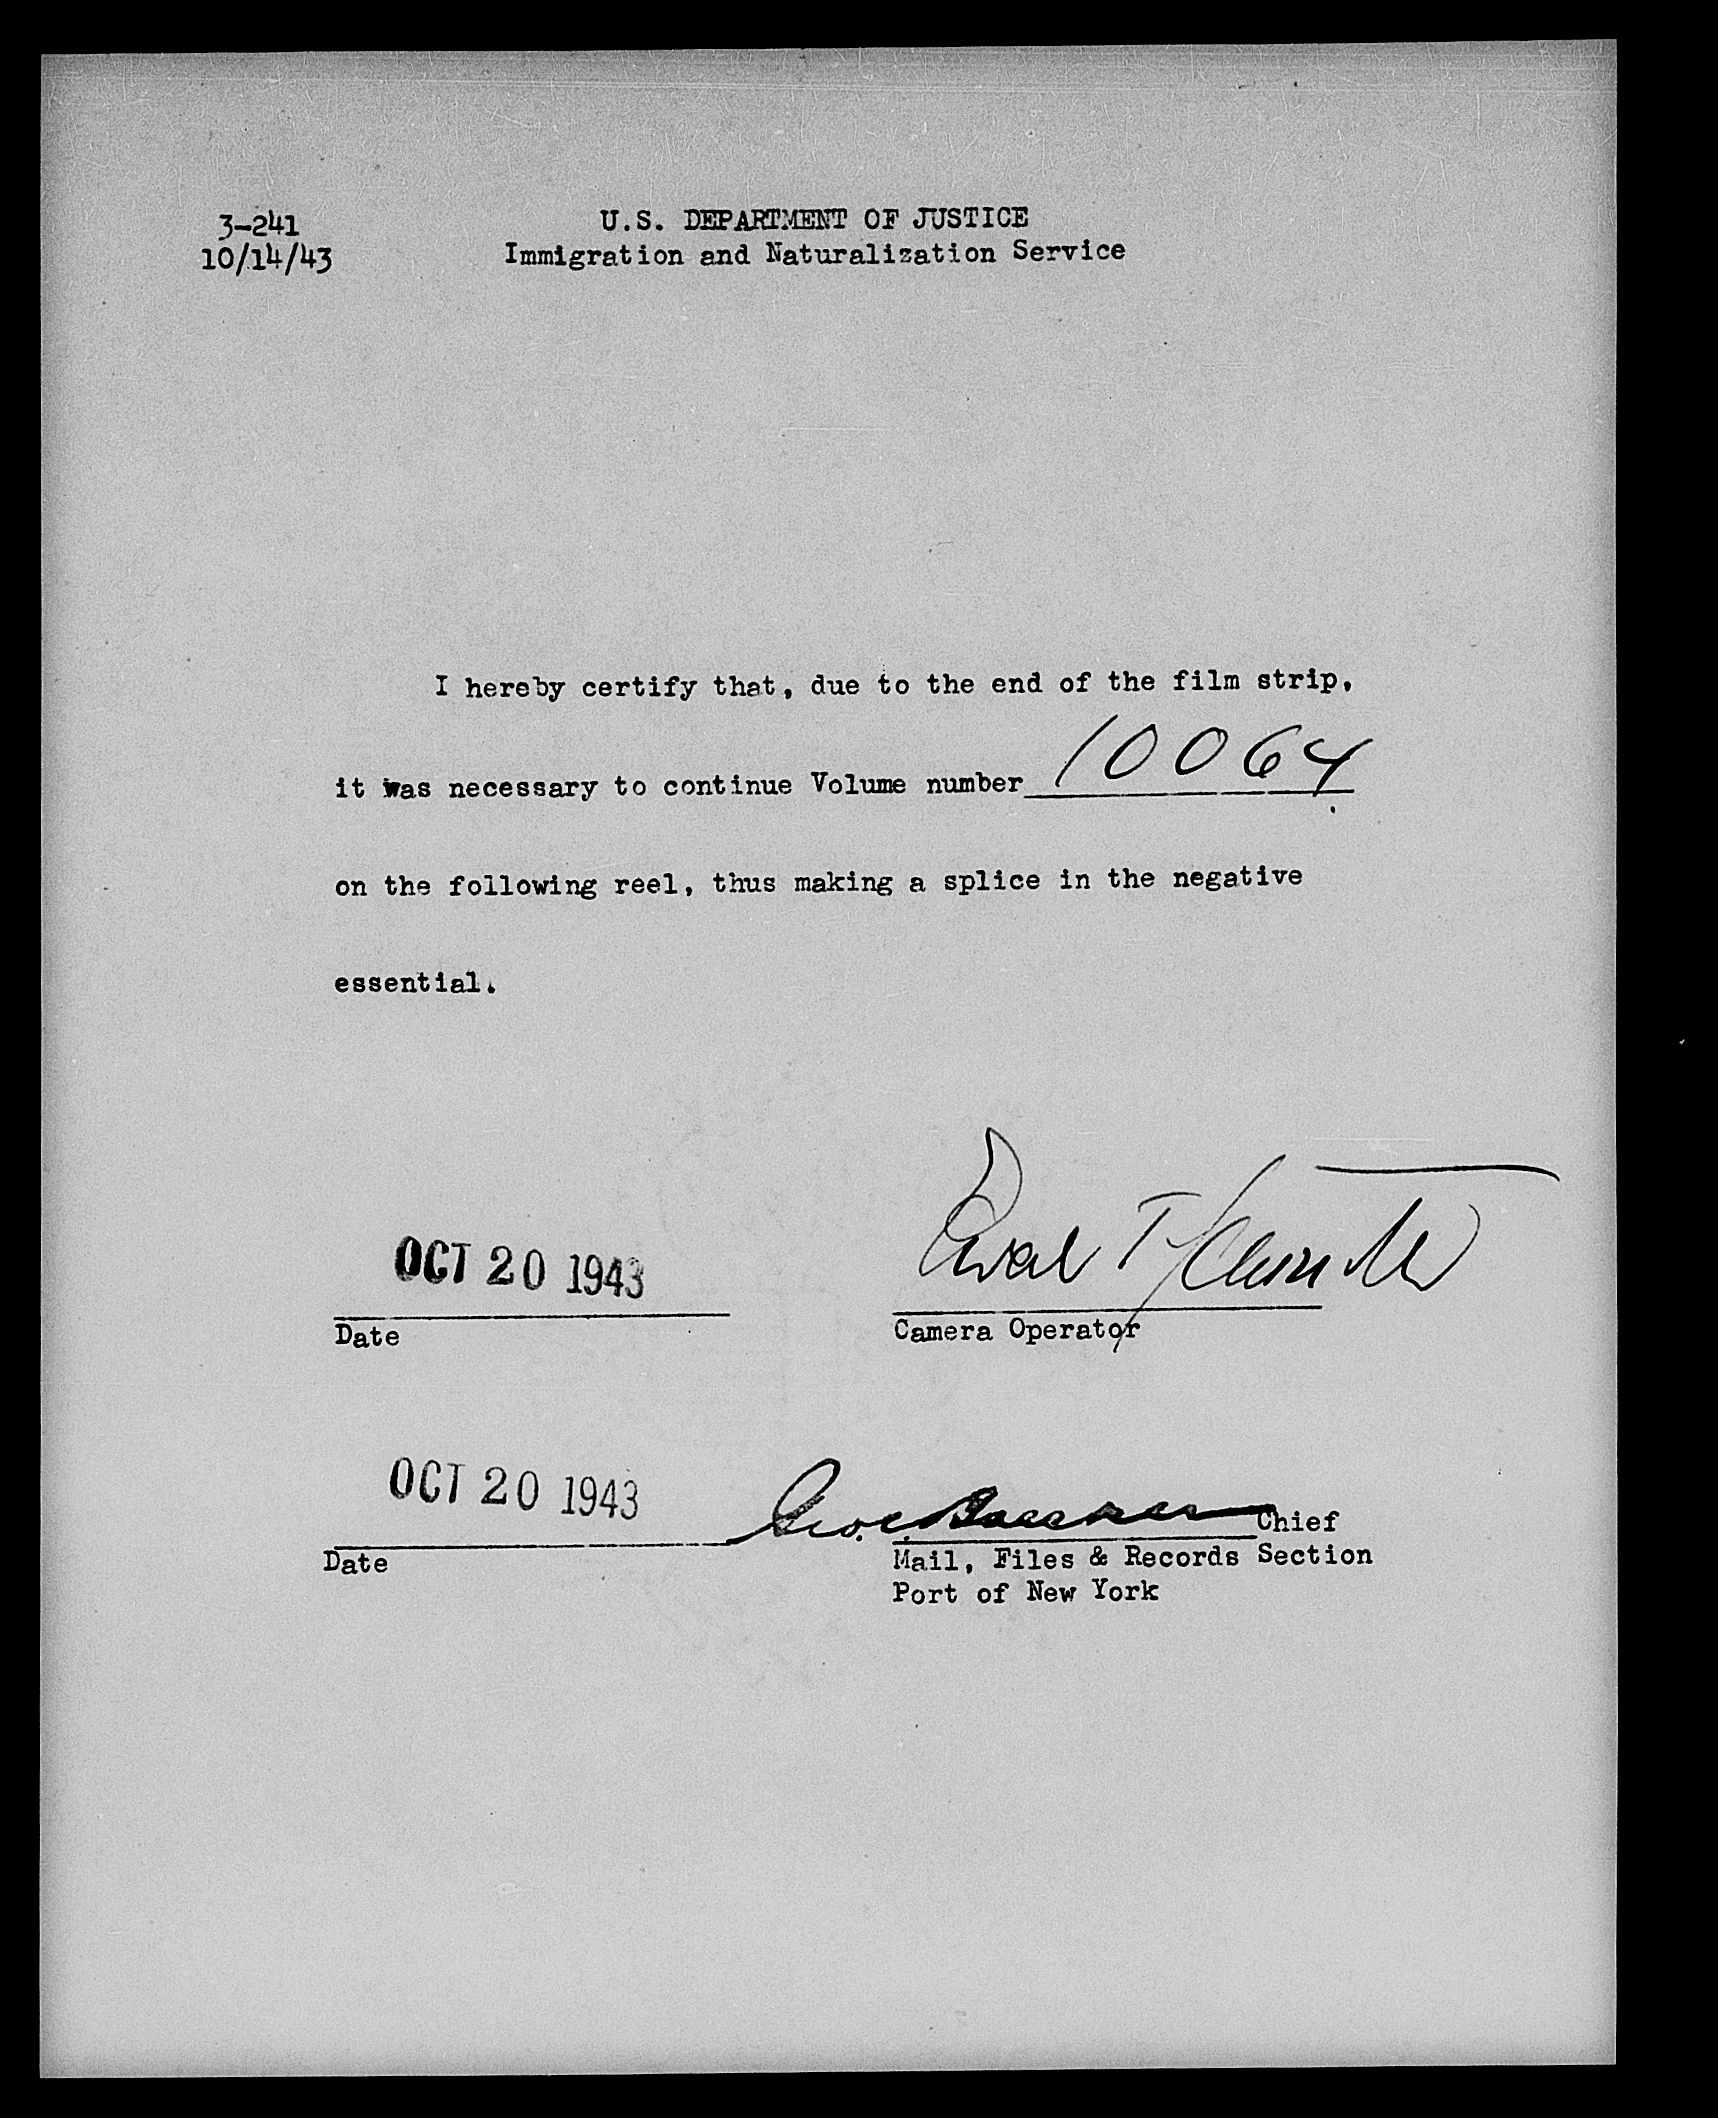 3-241
10/14/43
U.S. DEPARTMENT OF JUSTICE
Immigration and Naturalization Service
I hereby certify that, due to the end of the film strip,
it was necessary to continue Volume number 10064
on the following reel, thus making a splice in the negative
essential.
OCT 20 1943
Date
Camera Operator
OCT 20 1943
Date
Geo. Chief
Mail, Files & Records Section
Port of New York